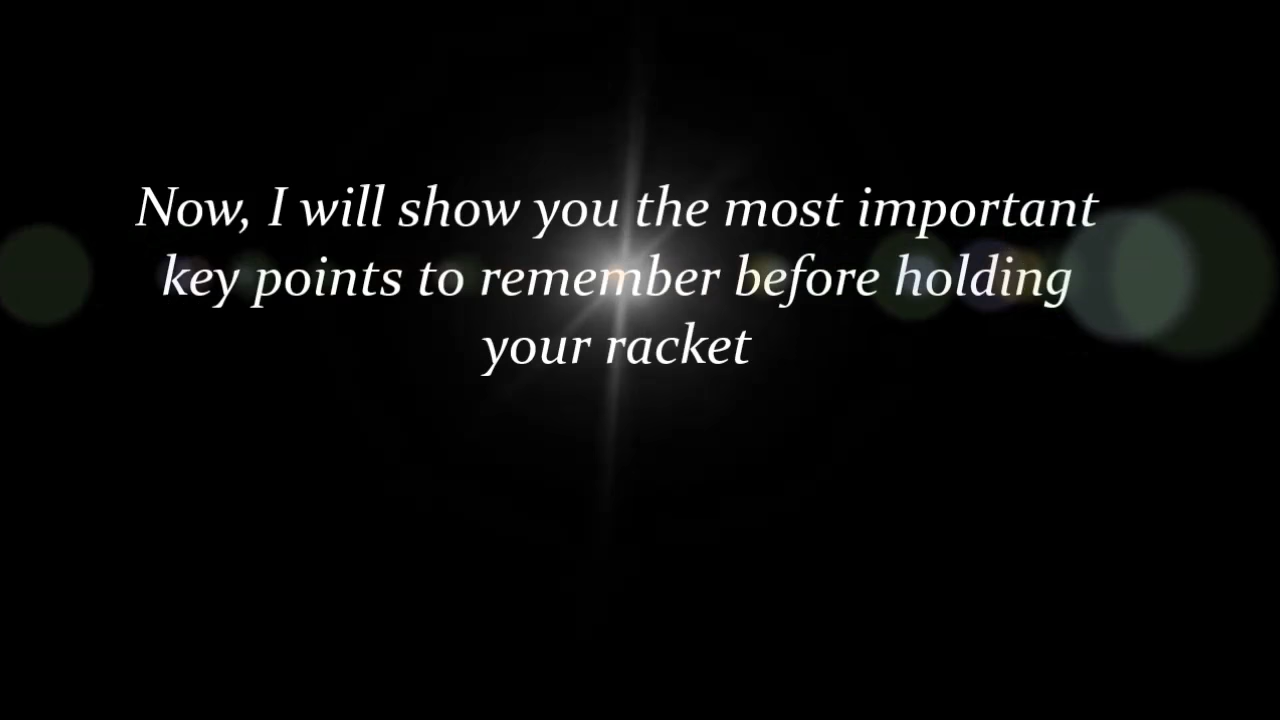 Now, I will show you the most important
key points to remember before holding
your racket